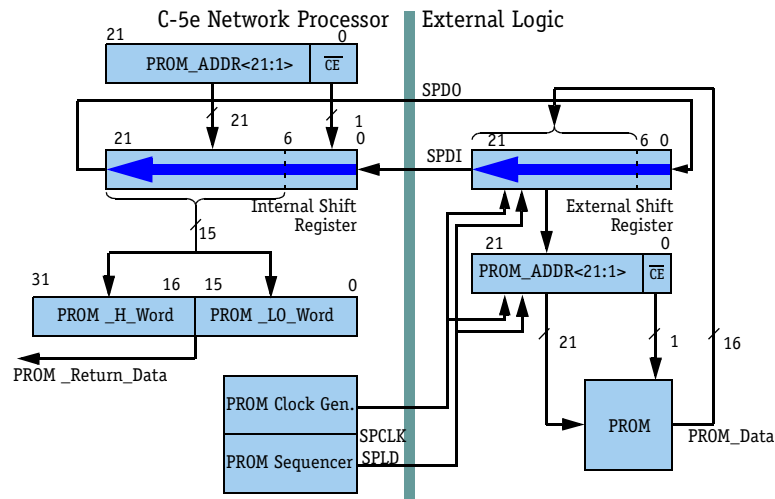 C-5e Network Processor
External Logic
21
0
PROM_ADDR<21:1>
CE
SPDO
21
1
21
6
0
21
6
0
SPDI
Internal Shift
Register
External Shift
Register
15
21
0
PROM_ADDR<21:1>
CE
31
16
15
0
PROM _H_Word
PROM _LO_Word
21
1
16
PROM _Return_Data
PROM Clock Gen.
PROM
PROM_Data
SPCLK
PROM Sequencer
SPLD